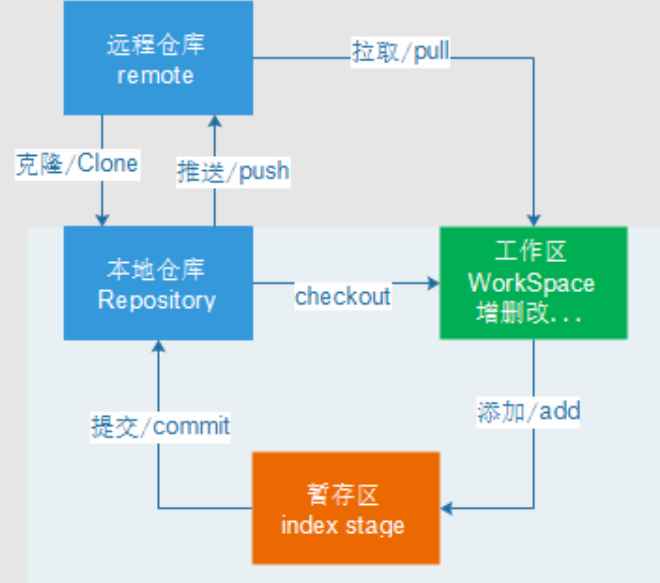 远程仓库
remote
拉取/pull
克隆/Clone
推送/push
本地仓库
Repository
checkout
工作区
WorkSpace
增删改...
提交/commit
添加/add
暂存区
index stage